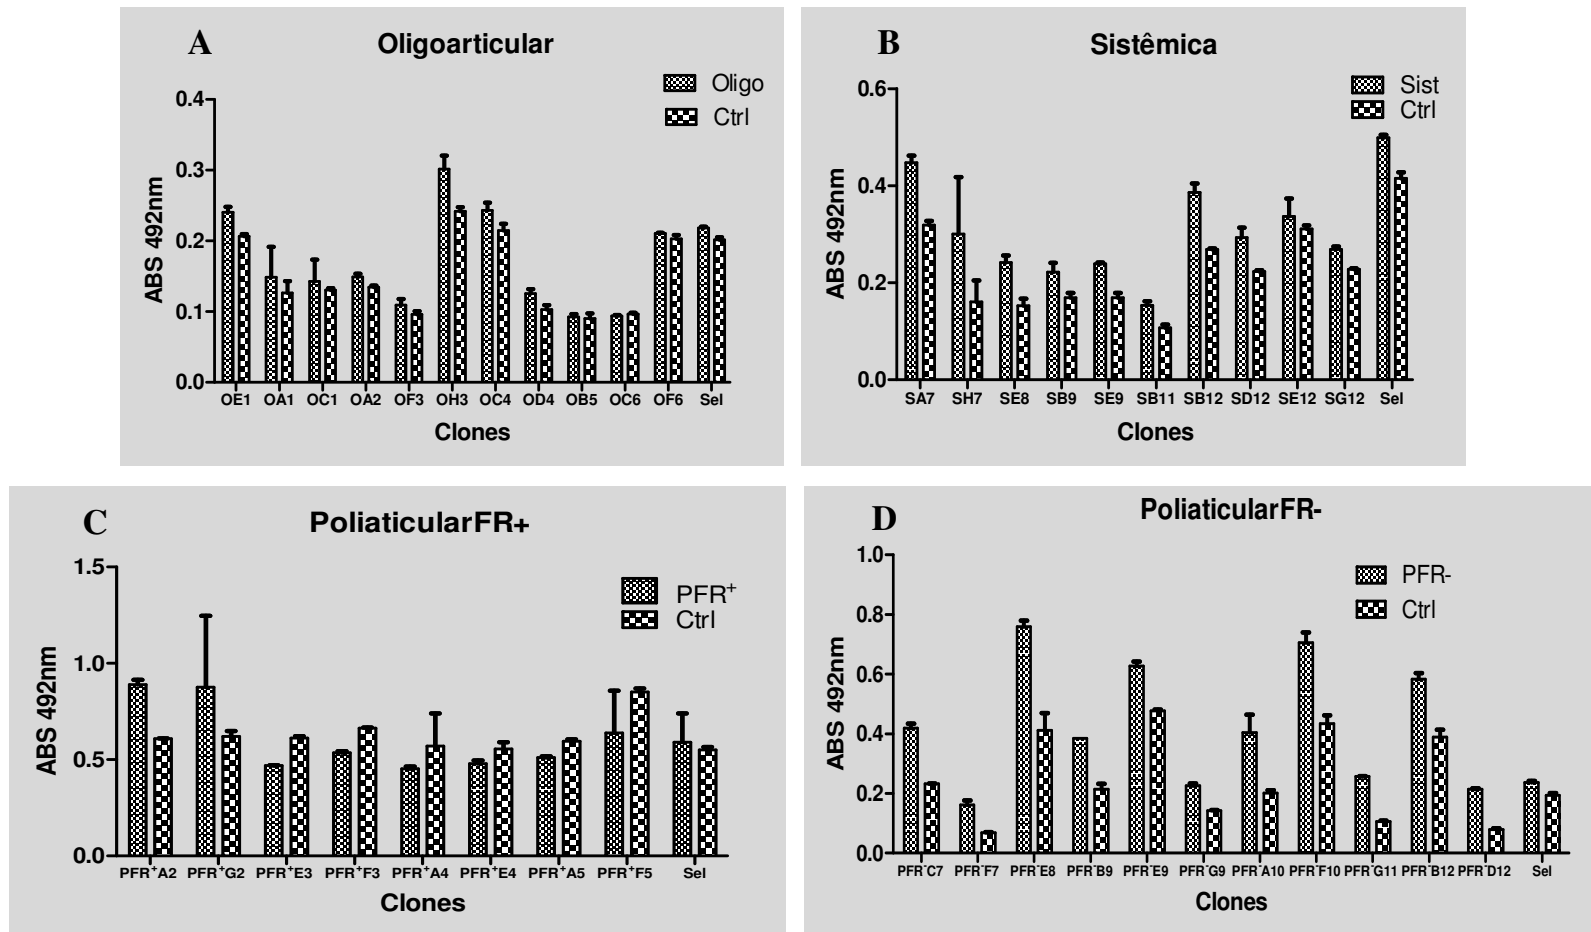 A
Oligoarticular
Oligo
Ctrl
0.4
0.3
0.2
0.1
0.0
ABS 492nm
OE1 OA1 OC1 OA2 OF3 OH3 OC4 OD4 OB5 OC6 OF6 Sel
Clones
B
Sistêmica
Sist
Ctrl
0.6
0.4
0.2
0.0
ABS 492nm
SA7 SH7 SE8 SB9 SE9 SB11 SB12 SD12 SE12 SG12 Sel
Clones
C
PoliaticularFR+
PFR⁺
Ctrl
1.5
1.0
0.5
0.0
ABS 492nm
PFR⁺A2 PFR⁺G2 PFR⁺E3 PFR⁺F3 PFR⁺A4 PFR⁺E4 PFR⁺A5 PFR⁺F5 Sel
Clones
D
PoliaticularFR-
PFR-
Ctrl
1.0
0.8
0.6
0.4
0.2
0.0
ABS 492nm
PFR⁻C7 PFR⁻F7 PFR⁻E8 PFR⁻B9 PFR⁻E9 PFR⁻G9 PFR⁻A10 PFR⁻F10 PFR⁻G11 PFR⁻B12 PFR⁻D12 Sel
Clones